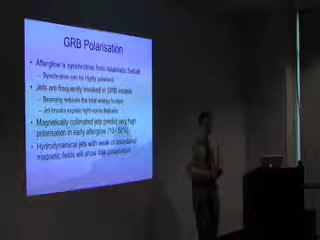 GRB Polarisation
• Afterglow is synchrotron from relativistic fireball
– Synchrotron can be highly polarised
• Jets are frequently invoked in GRB models
– Beaming reduces the total energy budget
– Jet-breaks explain light-curve
• Magnetically collimated jets predict very high
polarisation in early afterglow (10 - 50%)
• Hydrodynamical jets with weak or disordered
magnetic fields will show less polarisation